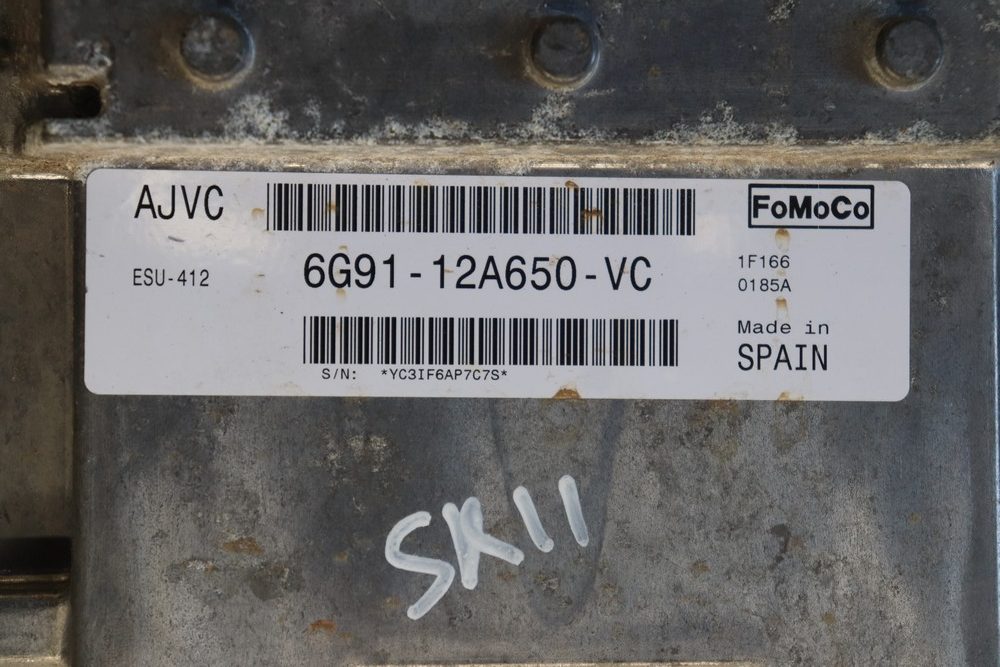 AJVC
FoMoCo
ESU-412
6G91-12A650-VC
1F166
0185A
Made in
SPAIN
S/N: *YC3IF6AP7C7S*
SK11